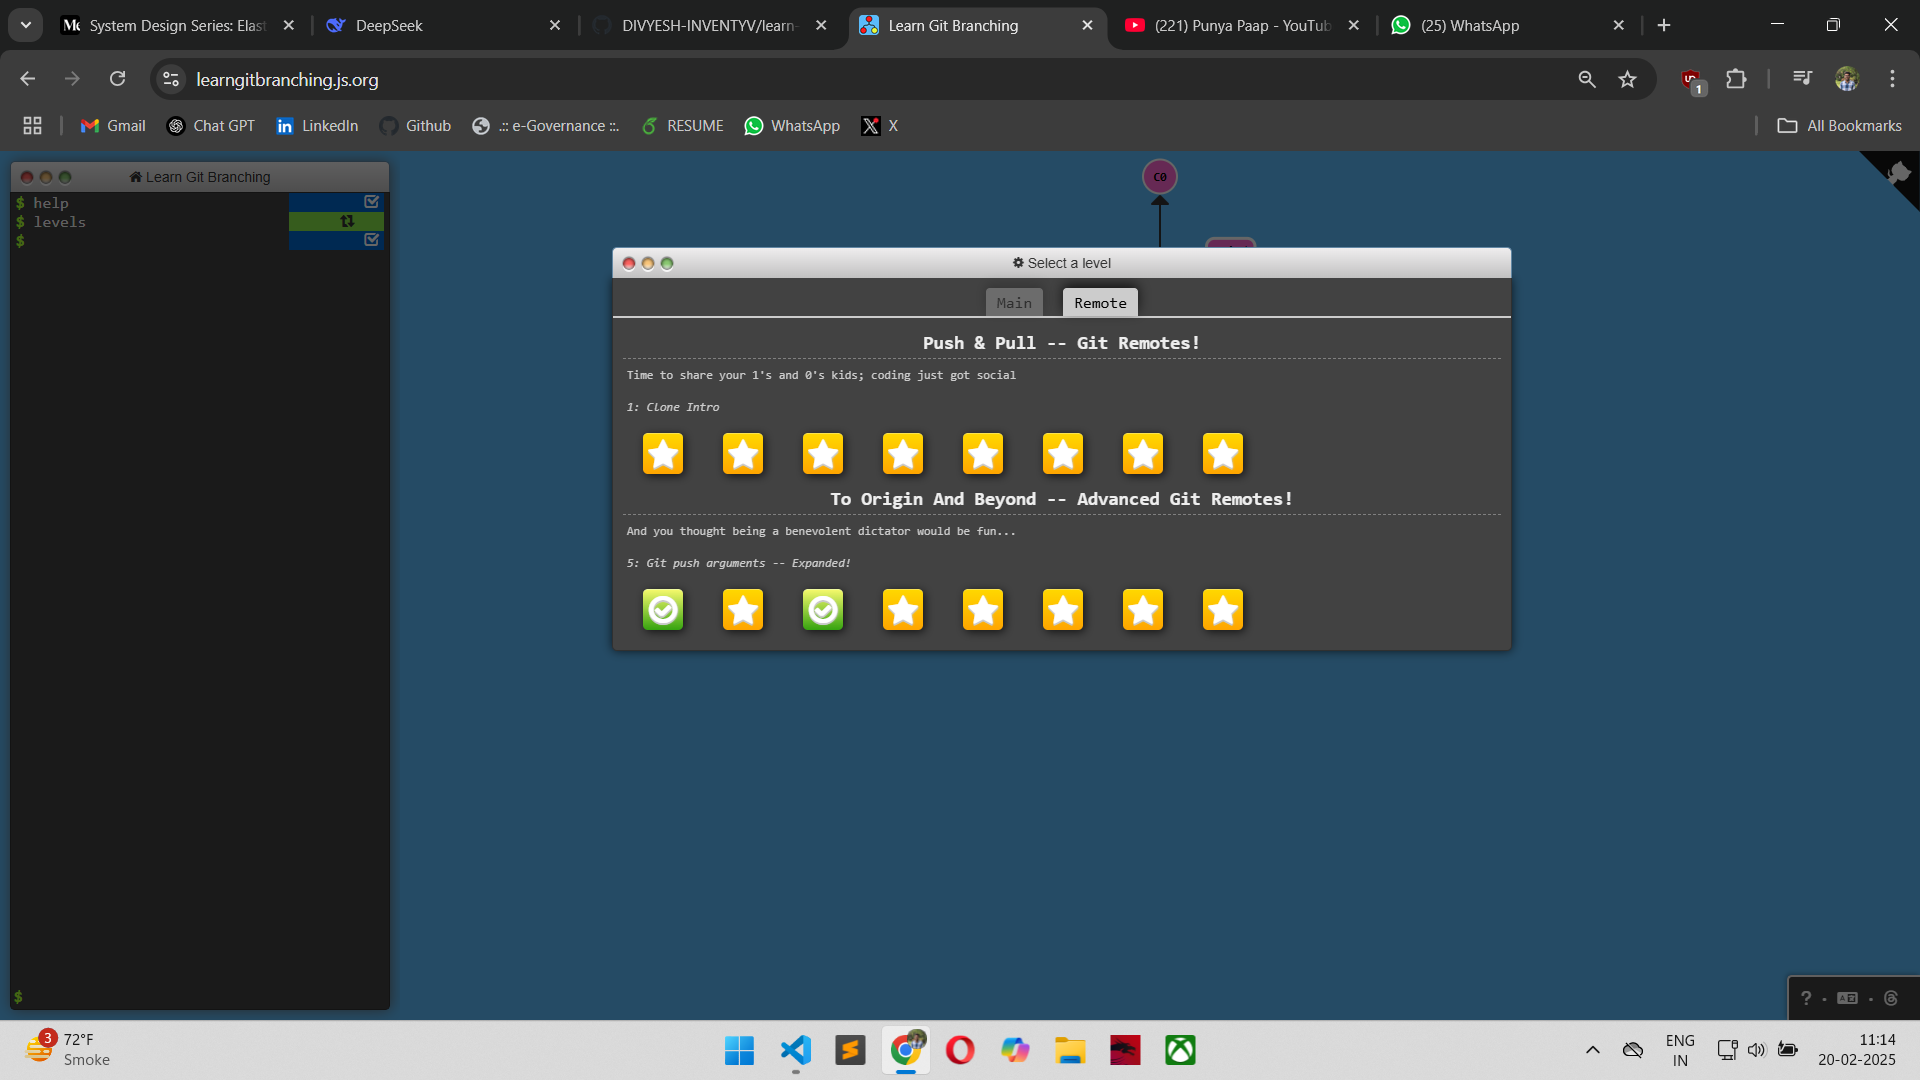 System Design Series: Elast
DeepSeek
DIVYESH-INVENTYV/learn-
Learn Git Branching
(221) Punya Paap - YouTub
(25) WhatsApp
learngitbranching.js.org
1
Gmail
Chat GPT
LinkedIn
Github
.:: e-Governance ::.
RESUME
WhatsApp
X
All Bookmarks
Learn Git Branching
$ help
$ levels
$
$
C0
Select a level
Main
Remote
Push & Pull -- Git Remotes!
Time to share your 1's and 0's kids; coding just got social
1: Clone Intro
To Origin And Beyond -- Advanced Git Remotes!
And you thought being a benevolent dictator would be fun...
5: Git push arguments -- Expanded!
3
72°F
Smoke
ENG
IN
11:14
20-02-2025